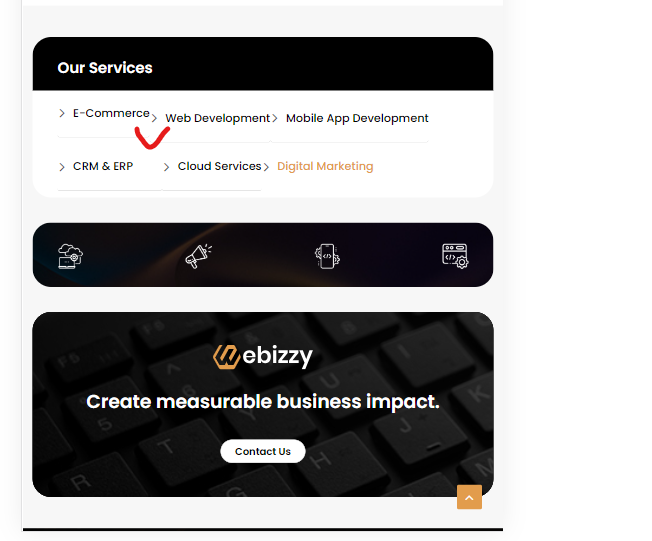 Our Services
E-Commerce
Web Development
Mobile App Development
CRM & ERP
Cloud Services
Digital Marketing
Webizzy
Create measurable business impact.
Contact Us